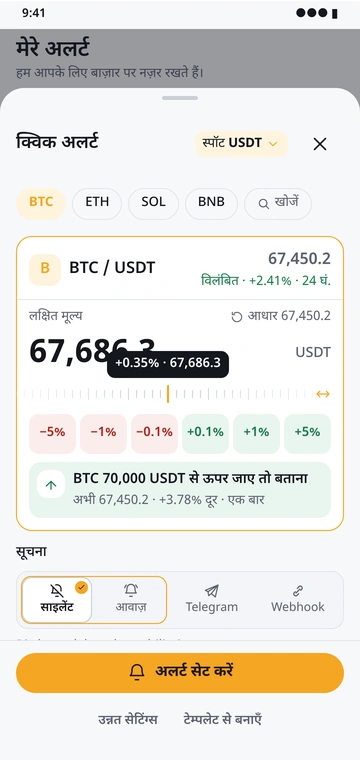 9:41
मेरे अलर्ट
हम आपके लिए बाज़ार पर नज़र रखते हैं।
क्विक अलर्ट
स्पॉट USDT
BTC
ETH
SOL
BNB
खोजें
B
BTC / USDT
67,450.2
विलंबित · +2.41% · 24 घं.
लक्षित मूल्य
आधार 67,450.2
67,686.3
USDT
+0.35% · 67,686.3
−5%
−1%
−0.1%
+0.1%
+1%
+5%
BTC 70,000 USDT से ऊपर जाए तो बताना
अभी 67,450.2 · +3.78% दूर · एक बार
सूचना
साइलेंट
आवाज़
Telegram
Webhook
अलर्ट सेट करें
उन्नत सेटिंग्स
टेम्पलेट से बनाएँ